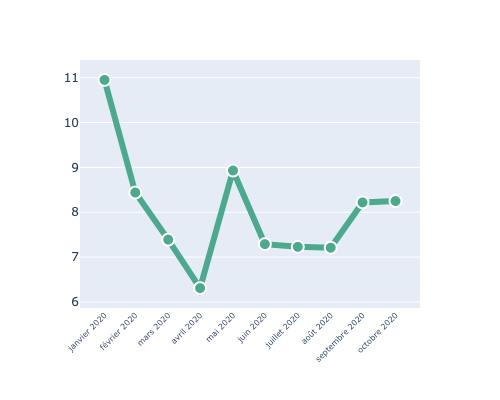 11
10
9
8
7
6
janvier 2020
février 2020
mars 2020
avril 2020
mai 2020
juin 2020
juillet 2020
août 2020
septembre 2020
octobre 2020